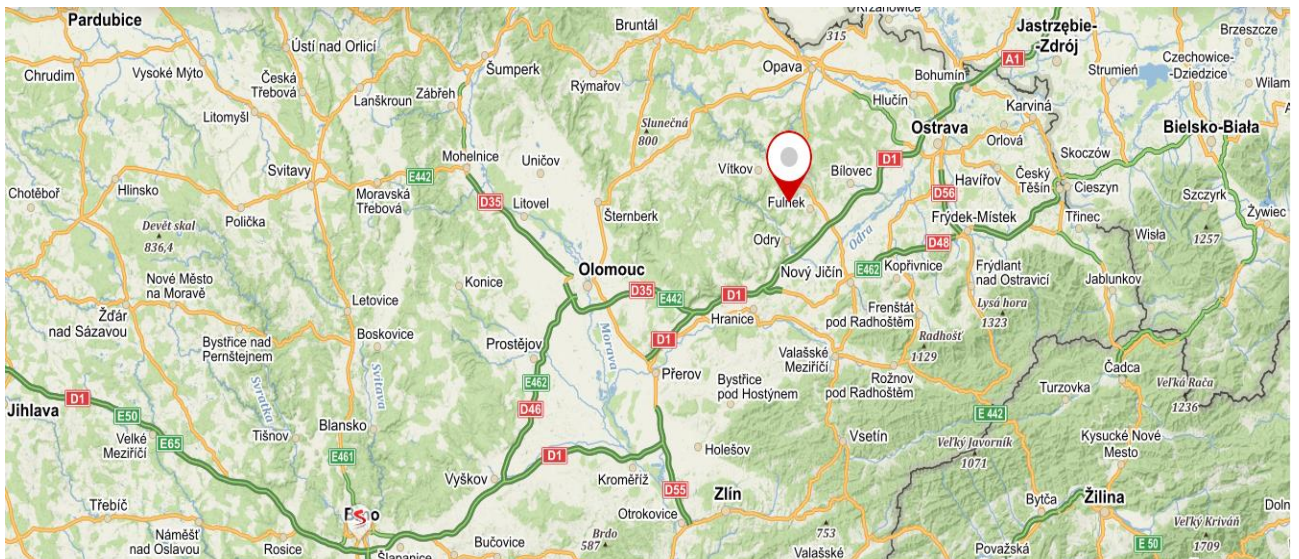 Pardubice
Chrudim
Vysoké Mýto
Ústí nad Orlicí
Česká
Třebová
Litomyšl
Lanškroun
Zábřeh
Šumperk
Rýmařov
Bruntál
Slunečná
800
315
Krzanowice
Opava
Bohumín
Hlučín
Ostrava
A1
Jastrzębie-
-Zdrój
Strumień
Brzeszcze
Czechowice-
-Dziedzice
Wilam
Karviná
Orlová
Bielsko-Biała
Skoczów
Svitavy
Mohelnice
E442
Moravská
Třebová
Uničov
D35
Litovel
Šternberk
Vítkov
Fulnek
Bílovec
D1
Odry
Odra
D56
Havířov
Český
Těšín
Cieszyn
Třinec
Frýdek-Místek
D48
E462
Szczyrk
Żywiec
1257
Wisła
Chotěboř
Hlinsko
Polička
Devět skal
836,4
Nové Město
na Moravě
Žďár
nad Sázavou
Bystřice nad
Pernštejnem
Letovice
Boskovice
Konice
Olomouc
D35
E442
D1
Hranice
Nový Jičín
Kopřivnice
Frýdlant
nad Ostravicí
Lysá hora
1323
Jablunkov
Frenštát
pod Radhoštěm
Radhošť
1129
Prostějov
Morava
D1
Přerov
Valašské
Meziříčí
Rožnov
pod Radhoštěm
Bystřice
pod Hostýnem
Čadca
Turzovka
Veľká Rača
1236
Jihlava
D1
E50
E65
Velké
Meziříčí
Svratka
Svitava
Tišnov
Blansko
E461
E462
D46
Vyškov
D1
Kroměříž
Holešov
D55
Zlín
Otrokovice
Vsetín
E 442
Veľký Javorník
1071
Kysucké Nové
Mesto
Bytča
Žilina
Doln
Veľký Kriváň
1709
E 50
Považská
Valašské
753
Brdo
587
Třebíč
Náměšť
nad Oslavou
Rosice
Brno
Šlapanice
Bučovice